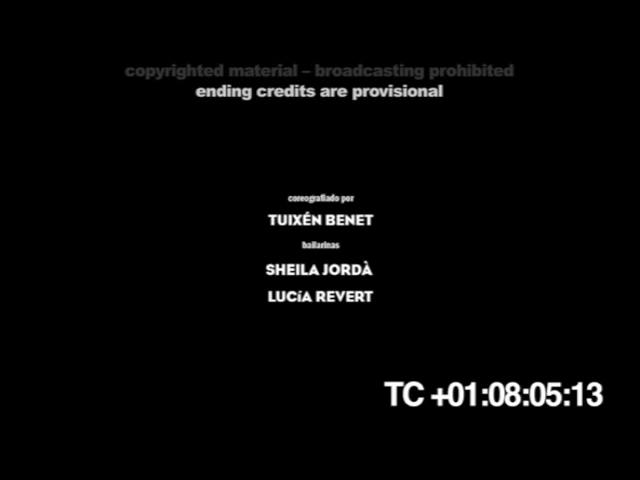 copyrighted material – broadcasting prohibited
ending credits are provisional
coreografiado por
TUIXÉN BENET
bailarinas
SHEILA JORDÀ
LUCíA REVERT
TC +01:08:05:13